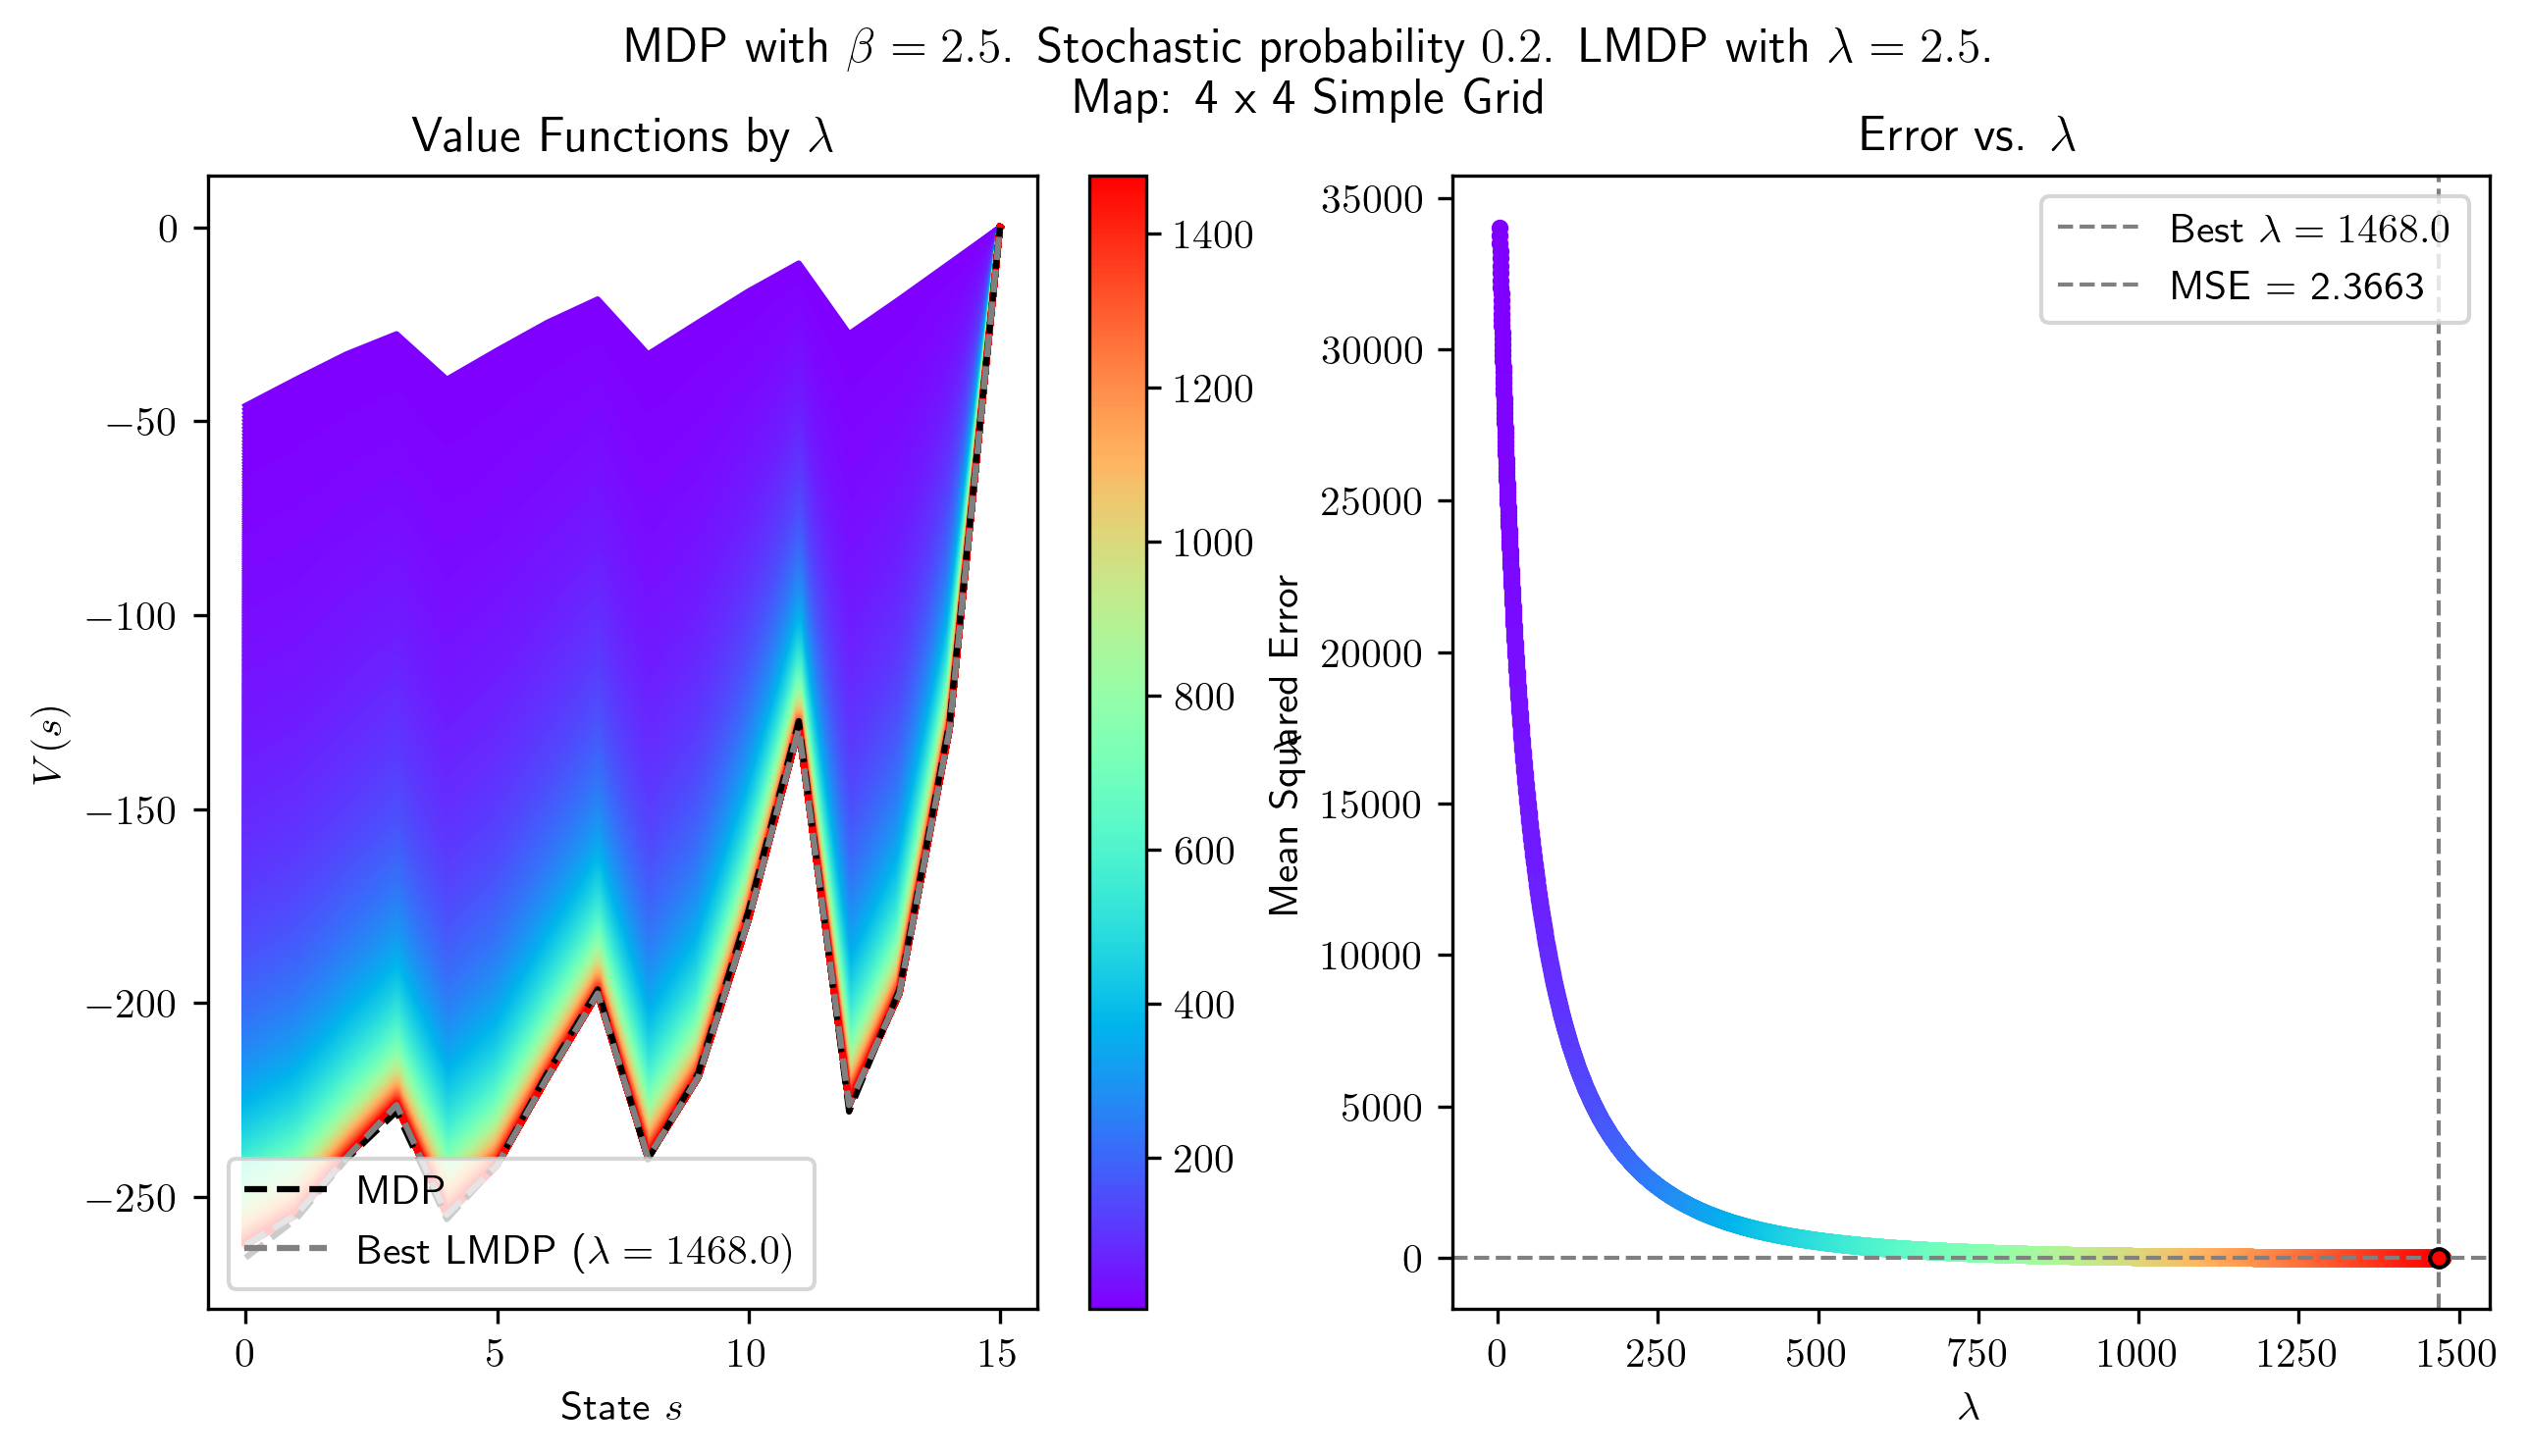 MDP with β = 2.5. Stochastic probability 0.2. LMDP with λ = 2.5.
Map: 4 x 4 Simple Grid
Value Functions by λ
0
−50
−100
−150
−200
−250
V(s)
MDP
Best LMDP (λ = 1468.0)
0
5
10
15
State s
1400
1200
1000
800
600
400
200
λ
Error vs. λ
35000
30000
25000
20000
15000
10000
5000
0
Mean Squared Error
Best λ = 1468.0
MSE = 2.3663
0
250
500
750
1000
1250
1500
λ